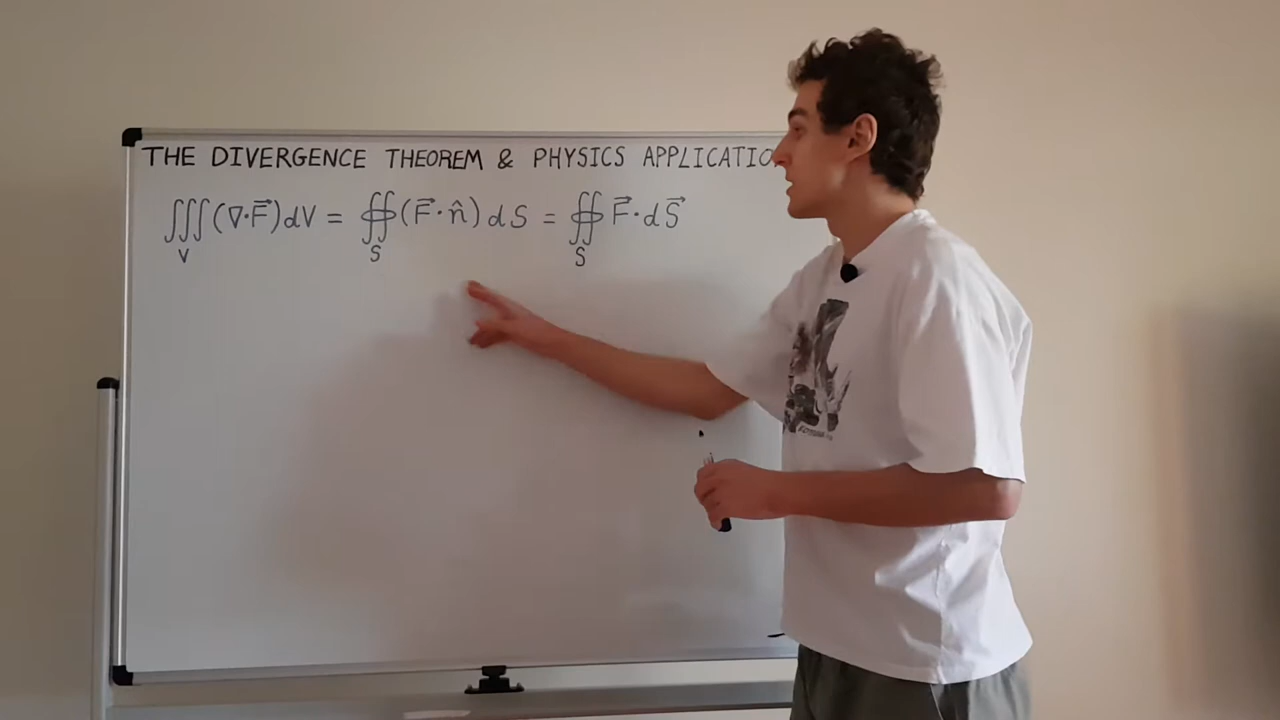 THE DIVERGENCE THEOREM & PHYSICS APPLICATIO
∭(∇·F⃗)dV = ∯(F⃗·n̂)dS = ∯F⃗·dS⃗
V S S